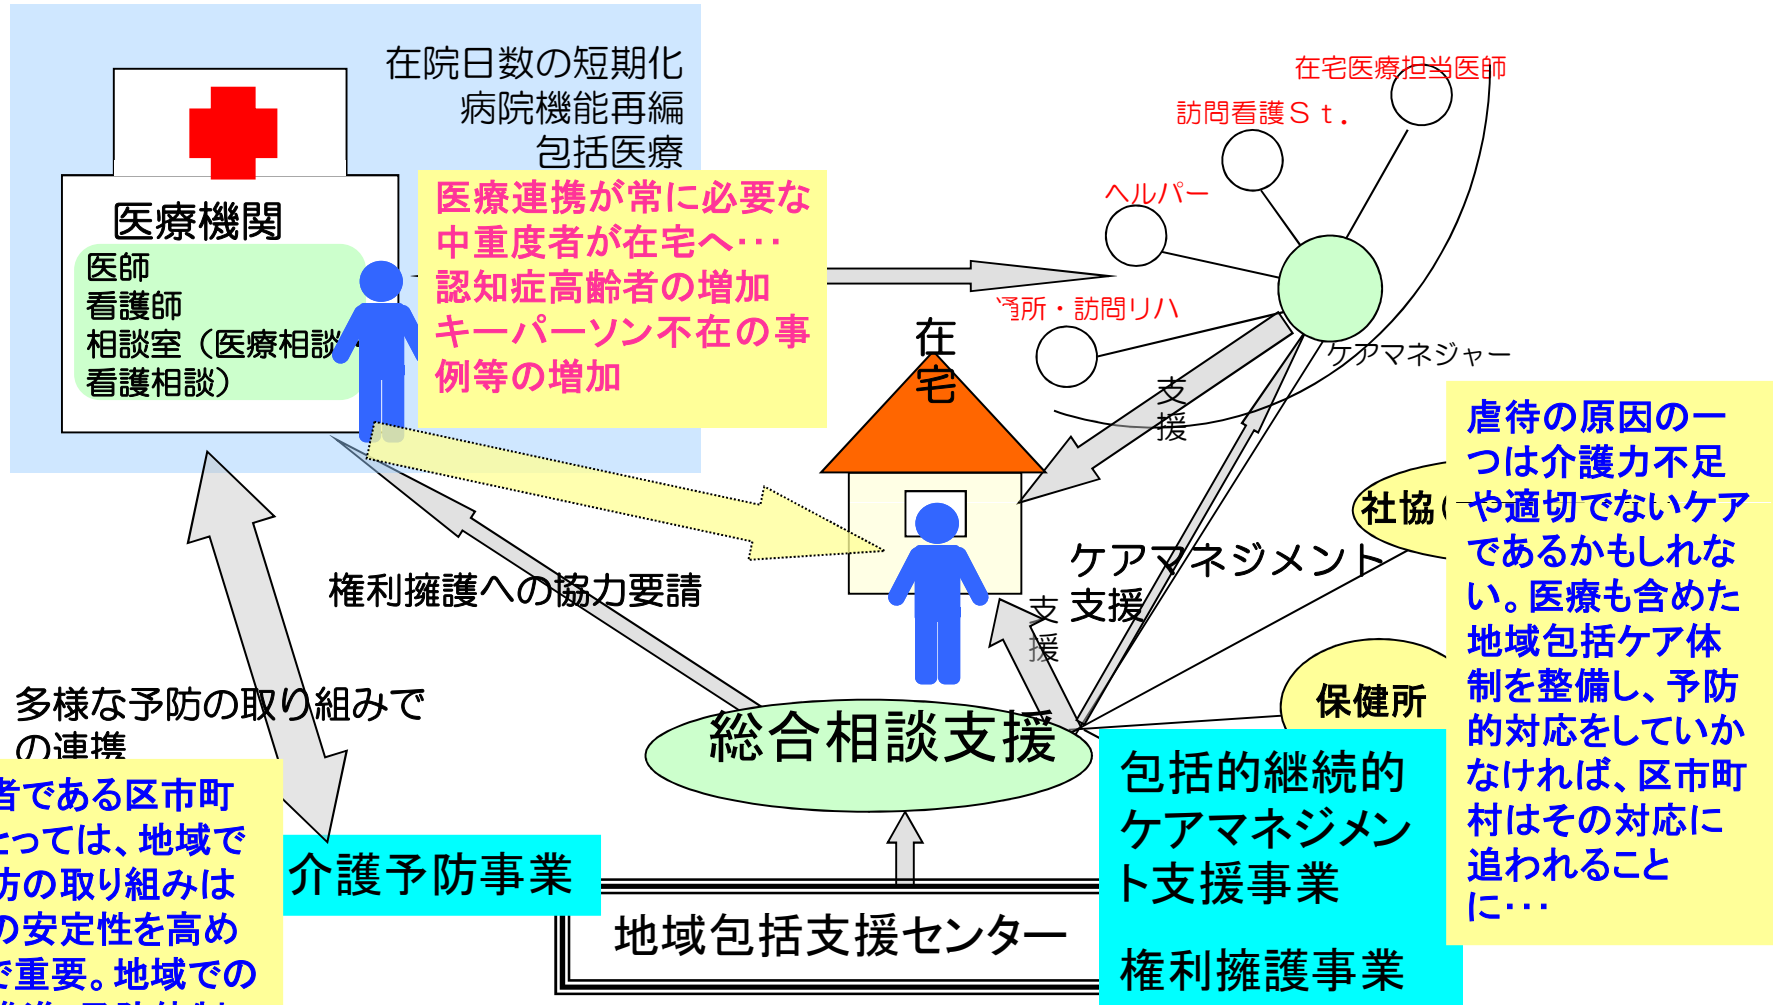 在院日数の短期化
病院機能再編
包括医療
医療機関
医師
看護師
相談室（医療相談
看護相談）
医療連携が常に必要な
中重度者が在宅へ･･･
認知症高齢者の増加
キーパーソン不在の事
例等の増加
在宅医療担当医師
訪問看護Ｓｔ．
ヘルパー
通所・訪問リハ
ケアマネジャー
在
宅
支
援
虐待の原因の一
つは介護力不足
や適切でないケア
であるかもしれな
い。医療も含めた
地域包括ケア体
制を整備し、予防
的対応をしていか
なければ、区市町
村はその対応に
追われること
に･･･
社協（
保健所
ケアマネジメント
支援
支
援
権利擁護への協力要請
多様な予防の取り組みで
の連携
総合相談支援
者である区市町
とっては、地域で
防の取り組みは
の安定性を高め
で重要。地域での
介護予防事業
地域包括支援センター
包括的継続的
ケアマネジメン
ト支援事業
権利擁護事業